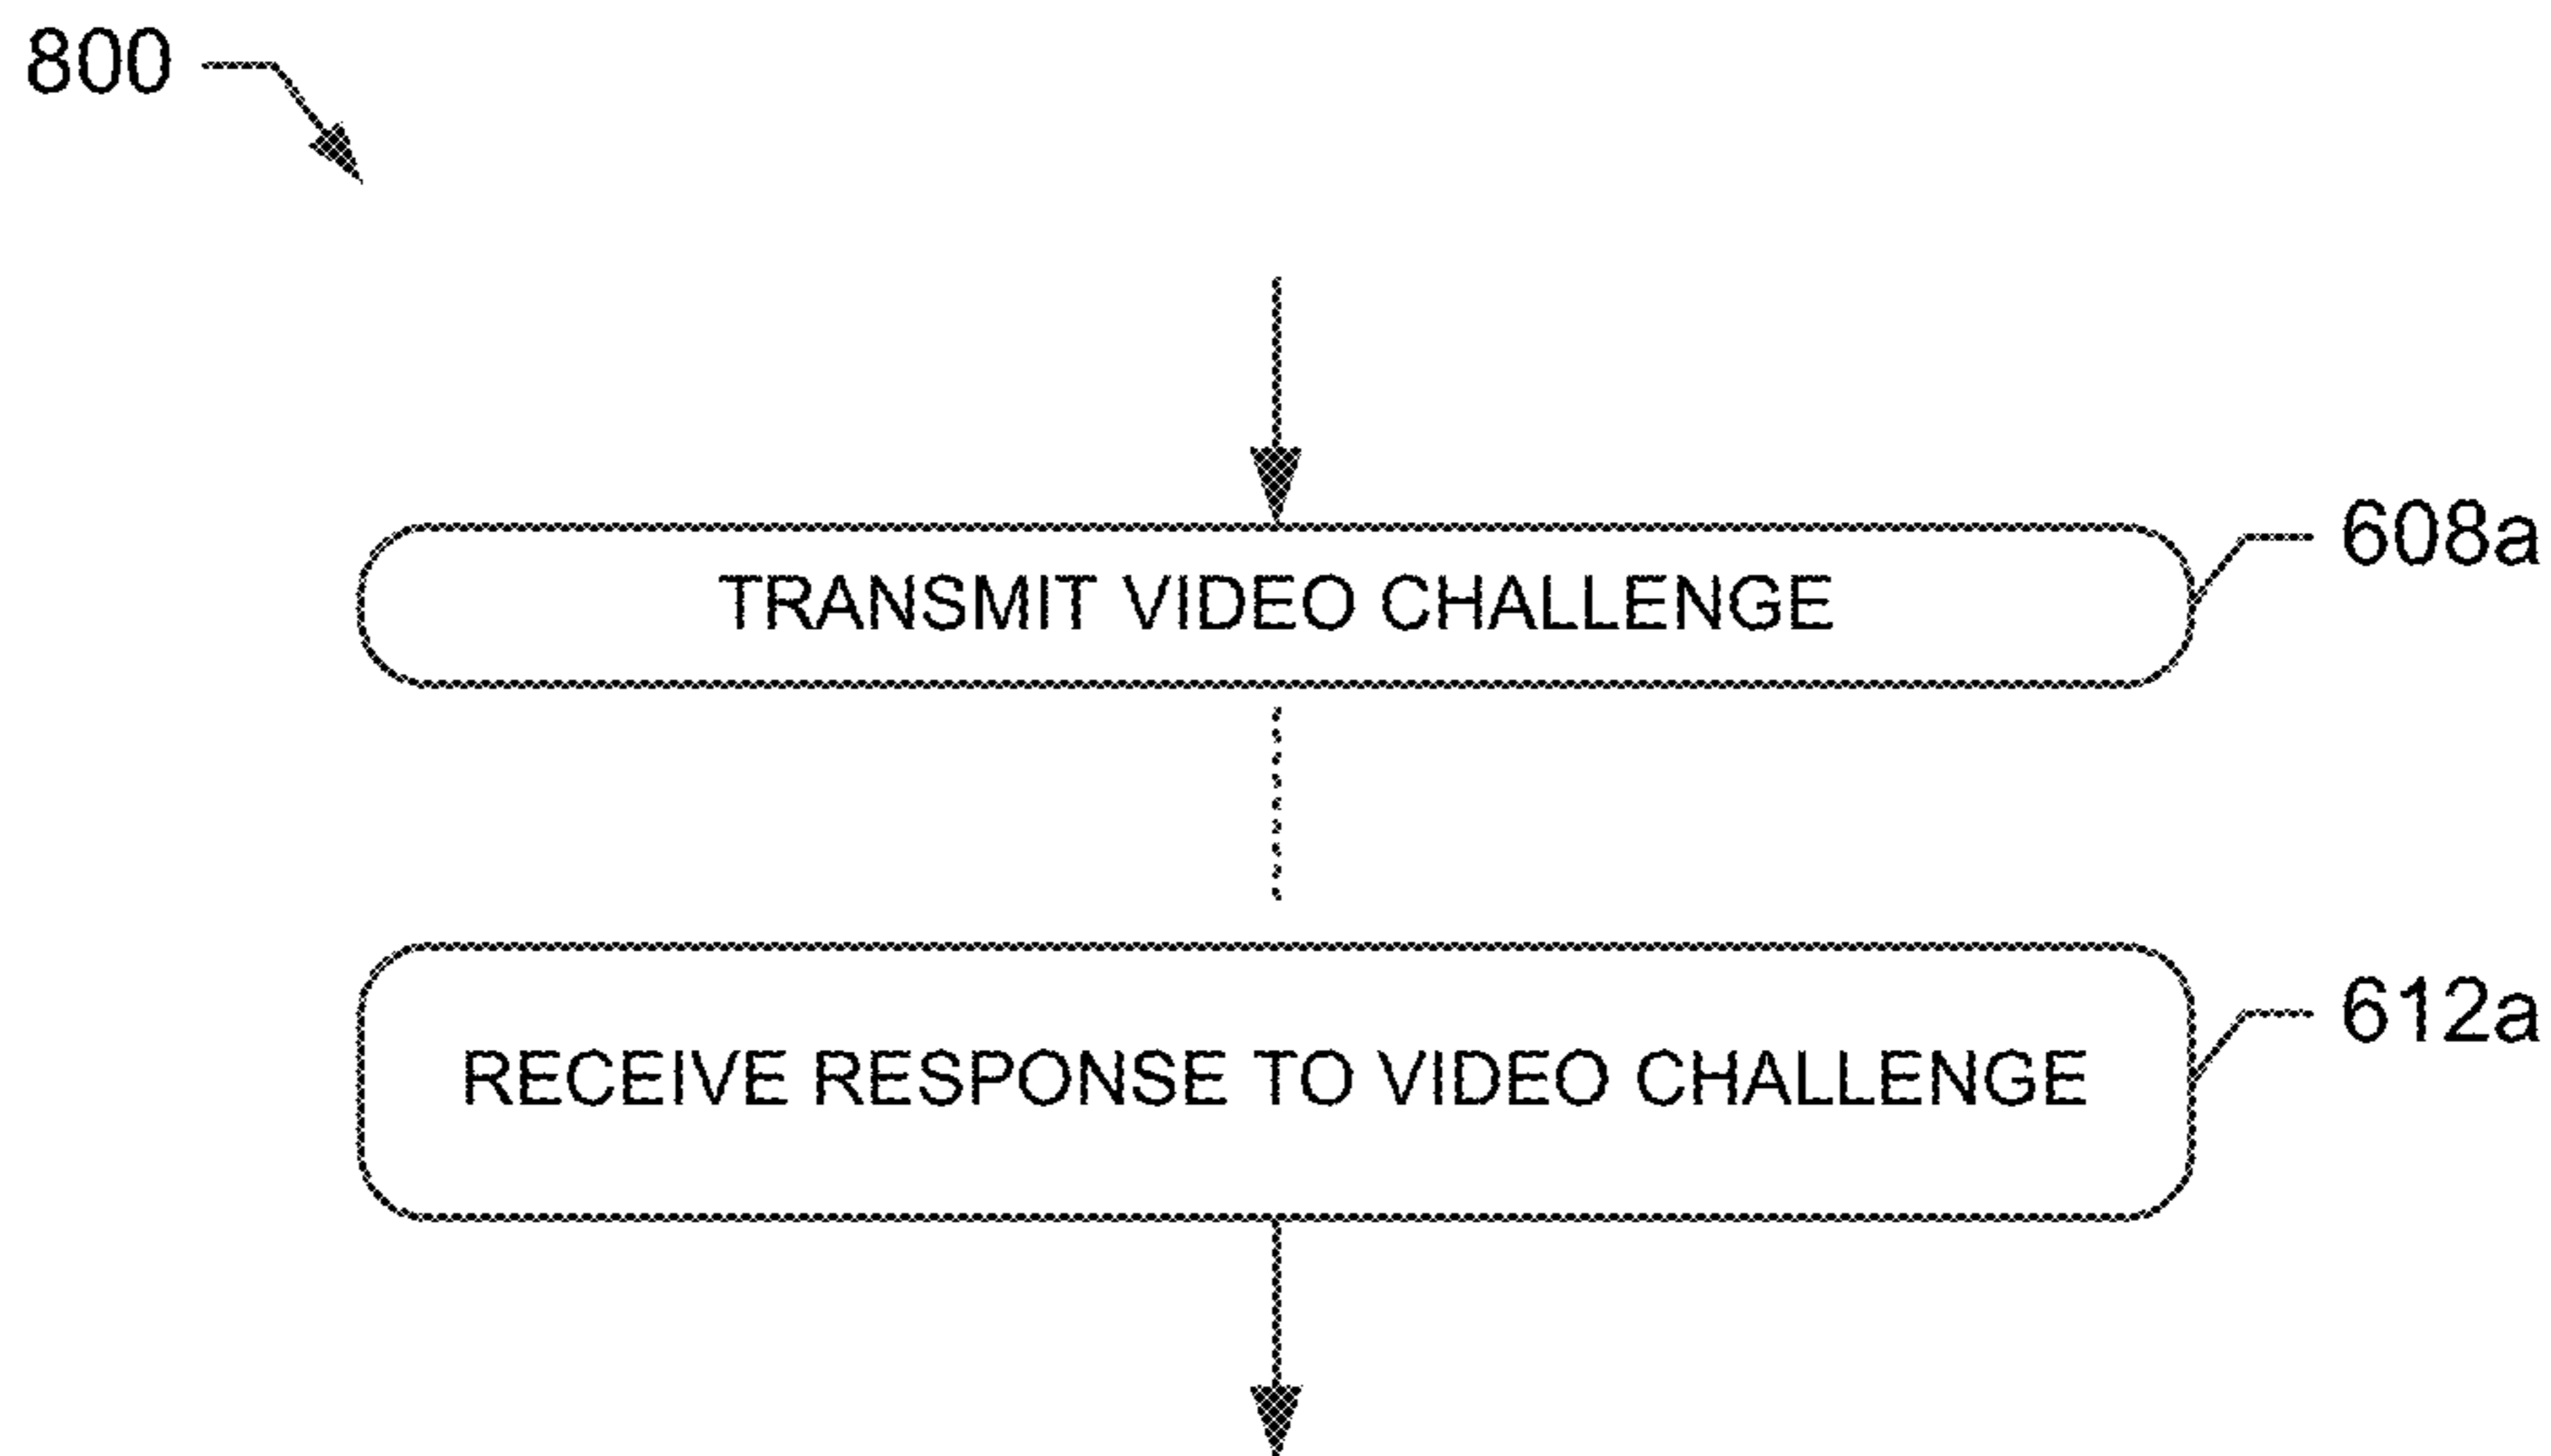 800
TRANSMIT VIDEO CHALLENGE
608a
RECEIVE RESPONSE TO VIDEO CHALLENGE
612a